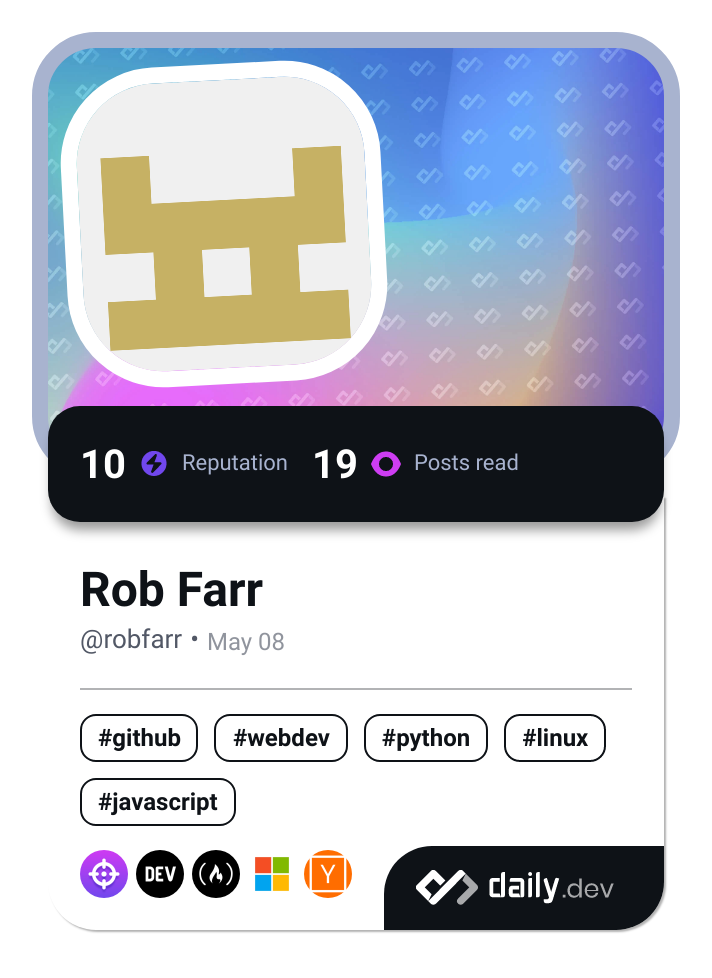 10 Reputation 19 Posts read
Rob Farr
@robfarr • May 08
#github #webdev #python #linux
#javascript
DEV Y daily.dev